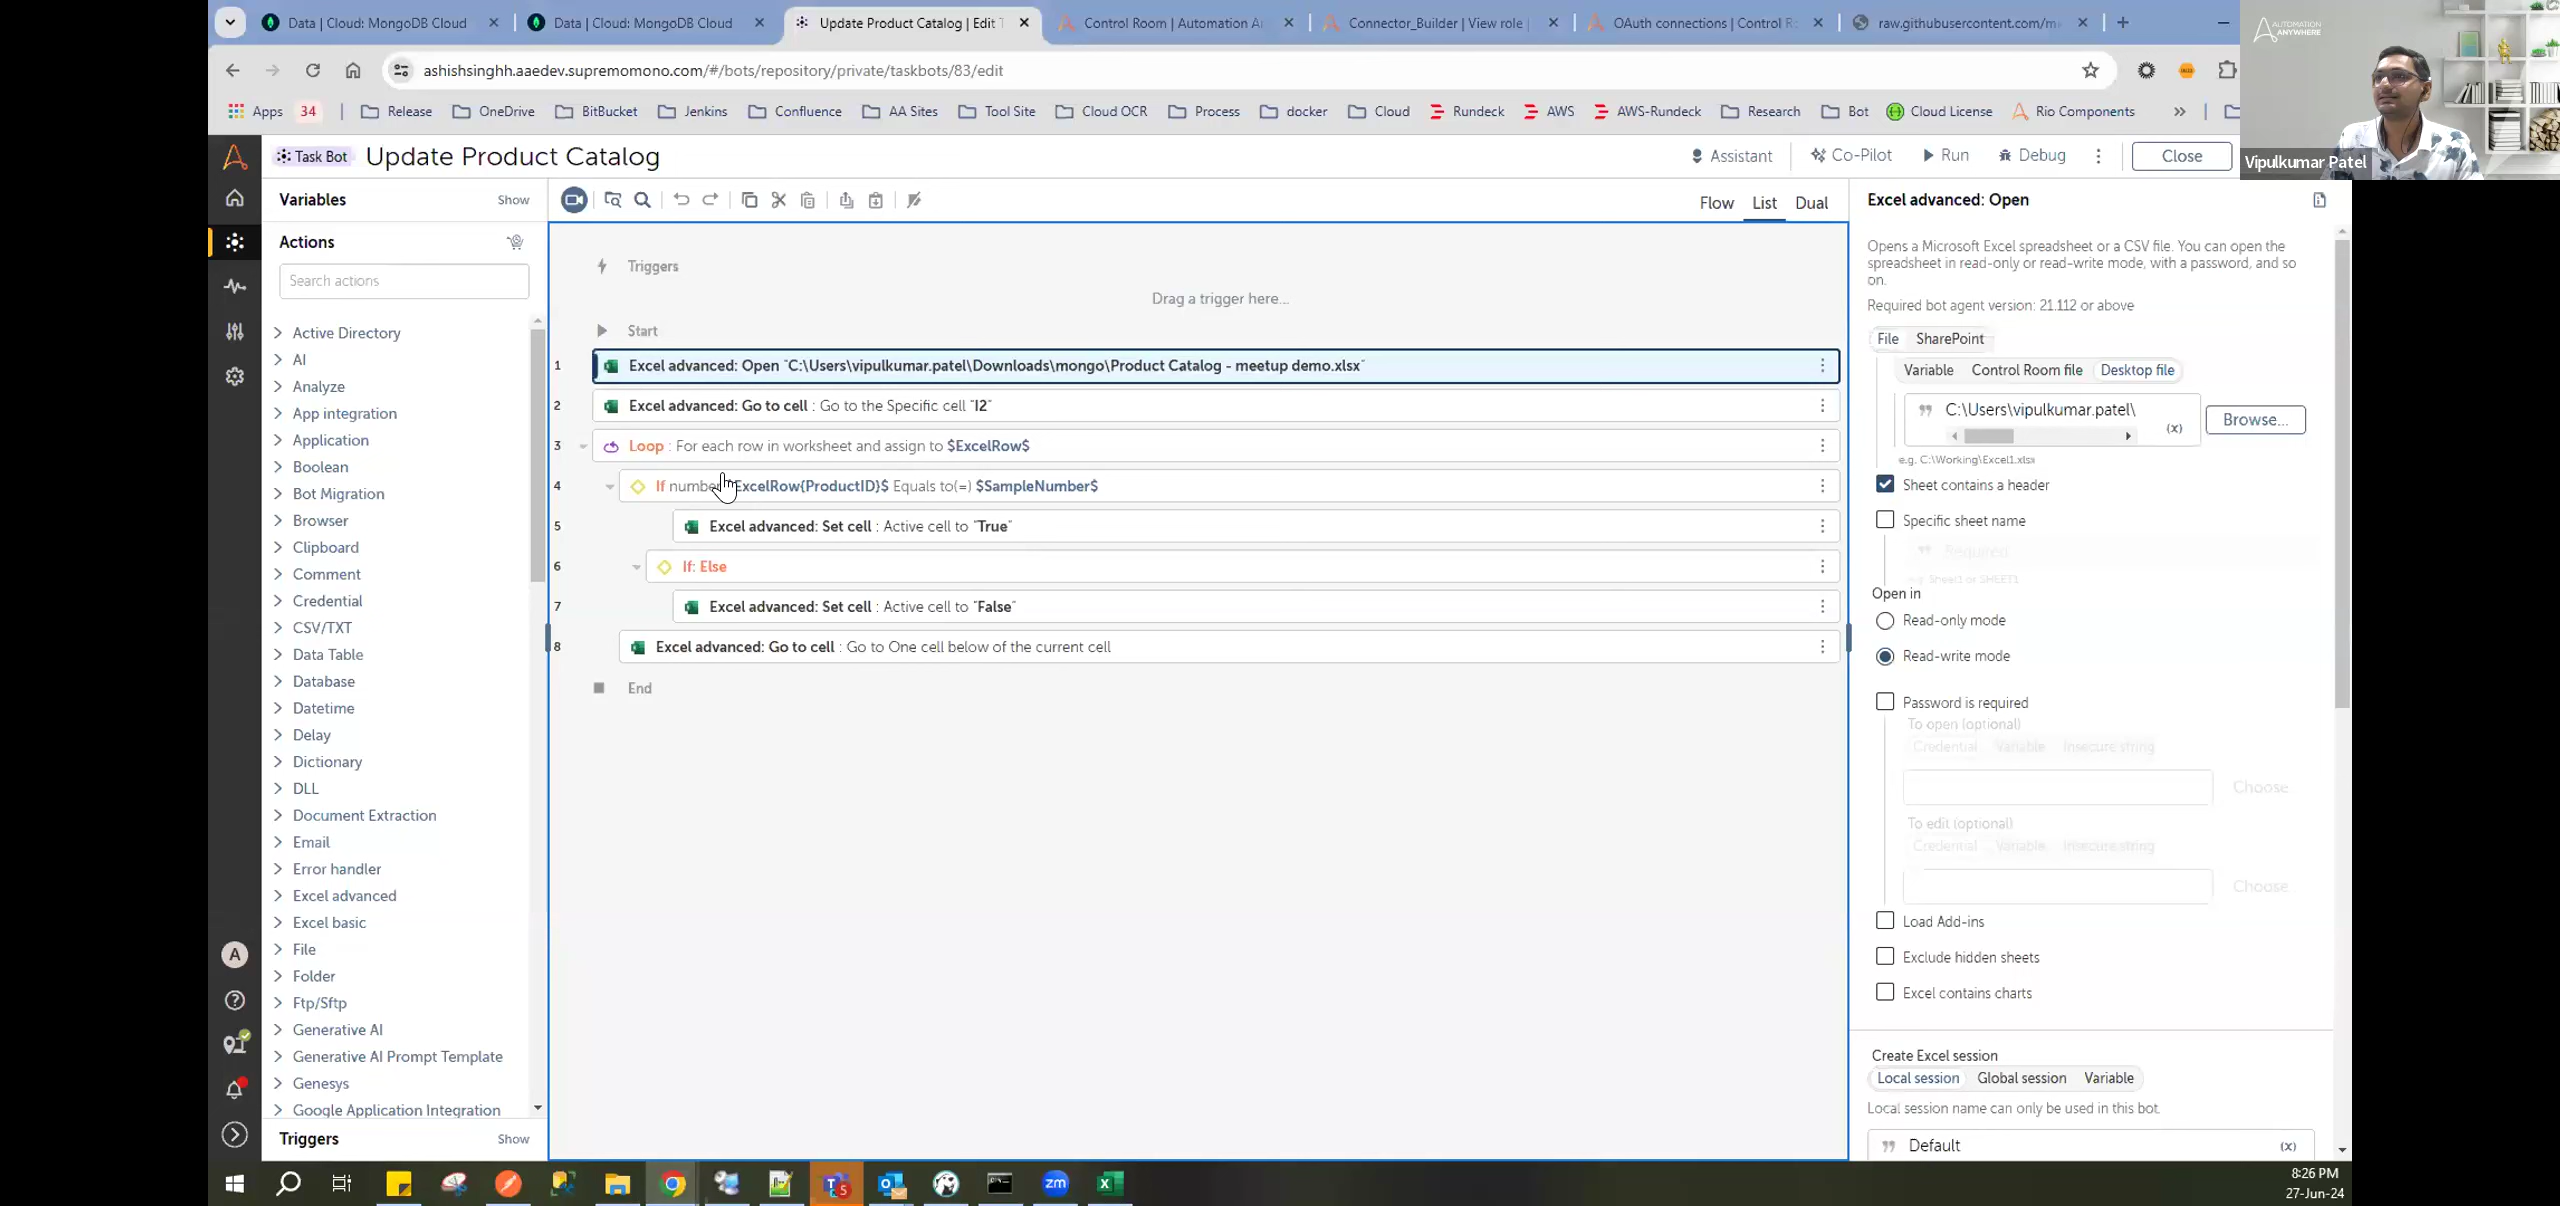 Data | Cloud: MongoDB Cloud
Data | Cloud: MongoDB Cloud
Update Product Catalog | Edit T
Control Room | Automation A
Connector_Builder | View role |
OAuth connections | Control R
raw.githubusercontent.com/m
AUTOMATION
ANYWHERE
ashishsinghh.aaedev.supremomono.com/#/bots/repository/private/taskbots/83/edit
Apps 34 Release OneDrive BitBucket Jenkins Confluence AA Sites Tool Site Cloud OCR Process docker Cloud Rundeck AWS AWS-Rundeck Research Bot Cloud License Rio Components »
Vipulkumar Patel
Task Bot Update Product Catalog
Assistant Co-Pilot Run Debug Close
Variables Show
Flow List Dual
Actions
Search actions
Active Directory
AI
Analyze
App integration
Application
Boolean
Bot Migration
Browser
Clipboard
Comment
Credential
CSV/TXT
Data Table
Database
Datetime
Delay
Dictionary
DLL
Document Extraction
Email
Error handler
Excel advanced
Excel basic
File
Folder
Ftp/Sftp
Generative AI
Generative AI Prompt Template
Genesys
Google Application Integration
Triggers Show
A
Triggers
Drag a trigger here...
Start
1 Excel advanced: Open "C:\Users\vipulkumar.patel\Downloads\mongo\Product Catalog - meetup demo.xlsx"
2 Excel advanced: Go to cell : Go to the Specific cell "I2"
3 Loop : For each row in worksheet and assign to $ExcelRow$
4 If number ExcelRow{ProductID}$ Equals to(=) $SampleNumber$
5 Excel advanced: Set cell : Active cell to "True"
6 If: Else
7 Excel advanced: Set cell : Active cell to "False"
8 Excel advanced: Go to cell : Go to One cell below of the current cell
End
Excel advanced: Open
Opens a Microsoft Excel spreadsheet or a CSV file. You can open the
spreadsheet in read-only or read-write mode, with a password, and so
on.
Required bot agent version: 21.112 or above
File SharePoint
Variable Control Room file Desktop file
C:\Users\vipulkumar.patel\ (x) Browse...
e.g. C:\Working\Excel1.xlsx
Sheet contains a header
Specific sheet name
Required
e.g. Sheet1 or SHEET1
Open in
Read-only mode
Read-write mode
Password is required
To open (optional)
Credential Variable Insecure string
Choose
To edit (optional)
Credential Variable Insecure string
Choose
Load Add-ins
Exclude hidden sheets
Excel contains charts
Create Excel session
Local session Global session Variable
Local session name can only be used in this bot.
Default (x)
zm
8:26 PM
27-Jun-24